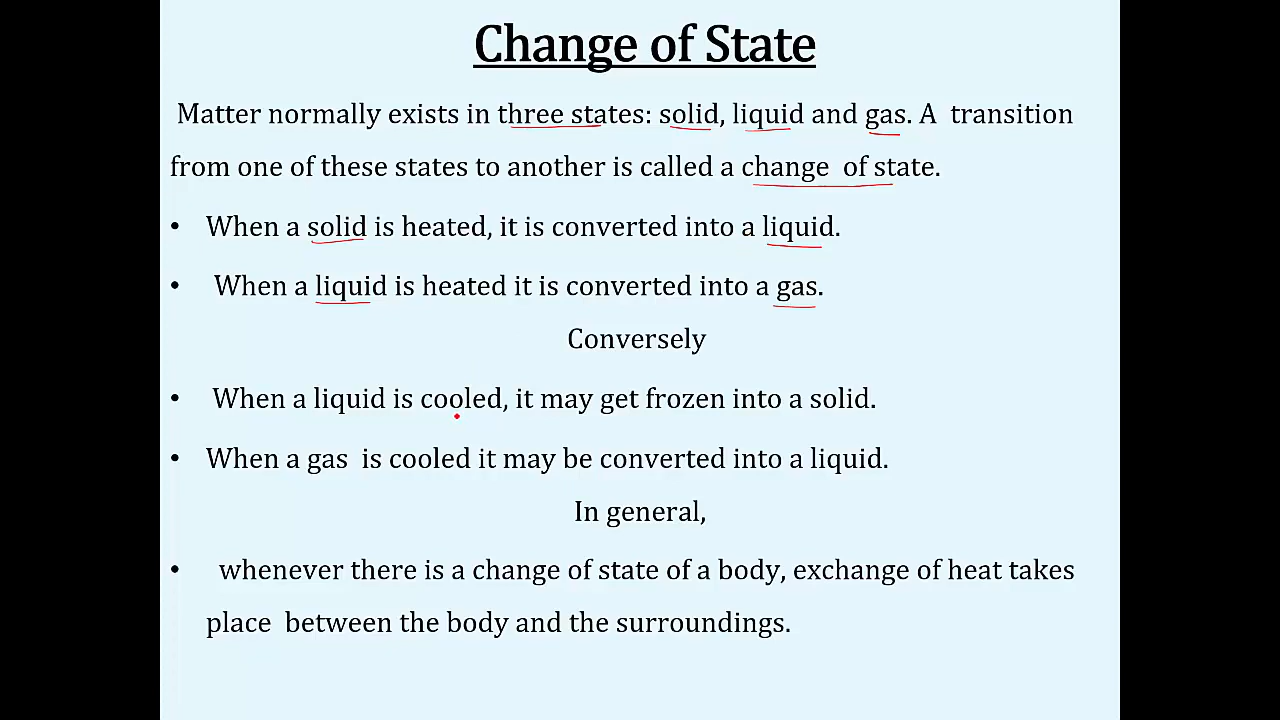 Change of State
Matter normally exists in three states: solid, liquid and gas. A transition
from one of these states to another is called a change of state.
• When a solid is heated, it is converted into a liquid.
• When a liquid is heated it is converted into a gas.
Conversely
• When a liquid is cooled, it may get frozen into a solid.
• When a gas is cooled it may be converted into a liquid.
In general,
• whenever there is a change of state of a body, exchange of heat takes
place between the body and the surroundings.